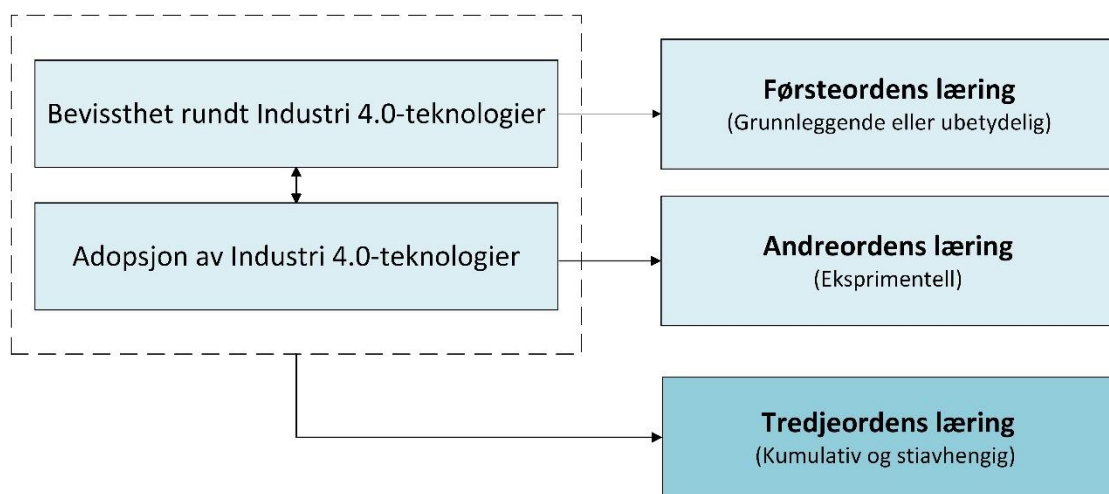 Bevissthet rundt Industri 4.0-teknologier
Adopsjon av Industri 4.0-teknologier
Førsteordens læring
(Grunnleggende eller ubetydelig)
Andreordens læring
(Eksprimentell)
Tredjeordens læring
(Kumulativ og stiavhengig)